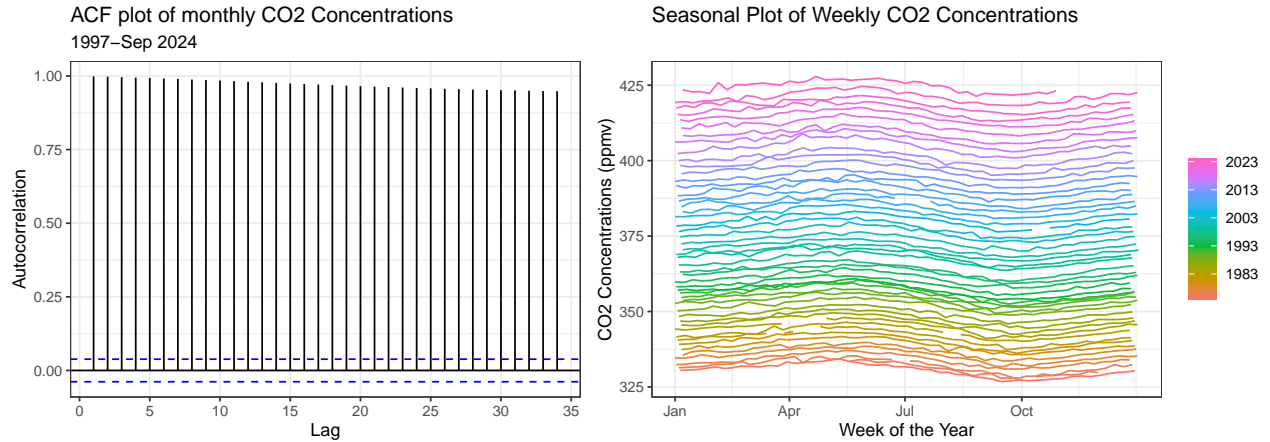 ACF plot of monthly CO2 Concentrations
1997−Sep 2024
1.00
0.75
0.50
0.25
0.00
Autocorrelation
0 5 10 15 20 25 30 35
Lag
Seasonal Plot of Weekly CO2 Concentrations
425
400
375
350
325
CO2 Concentrations (ppmv)
Jan Apr Jul Oct
Week of the Year
2023
2013
2003
1993
1983